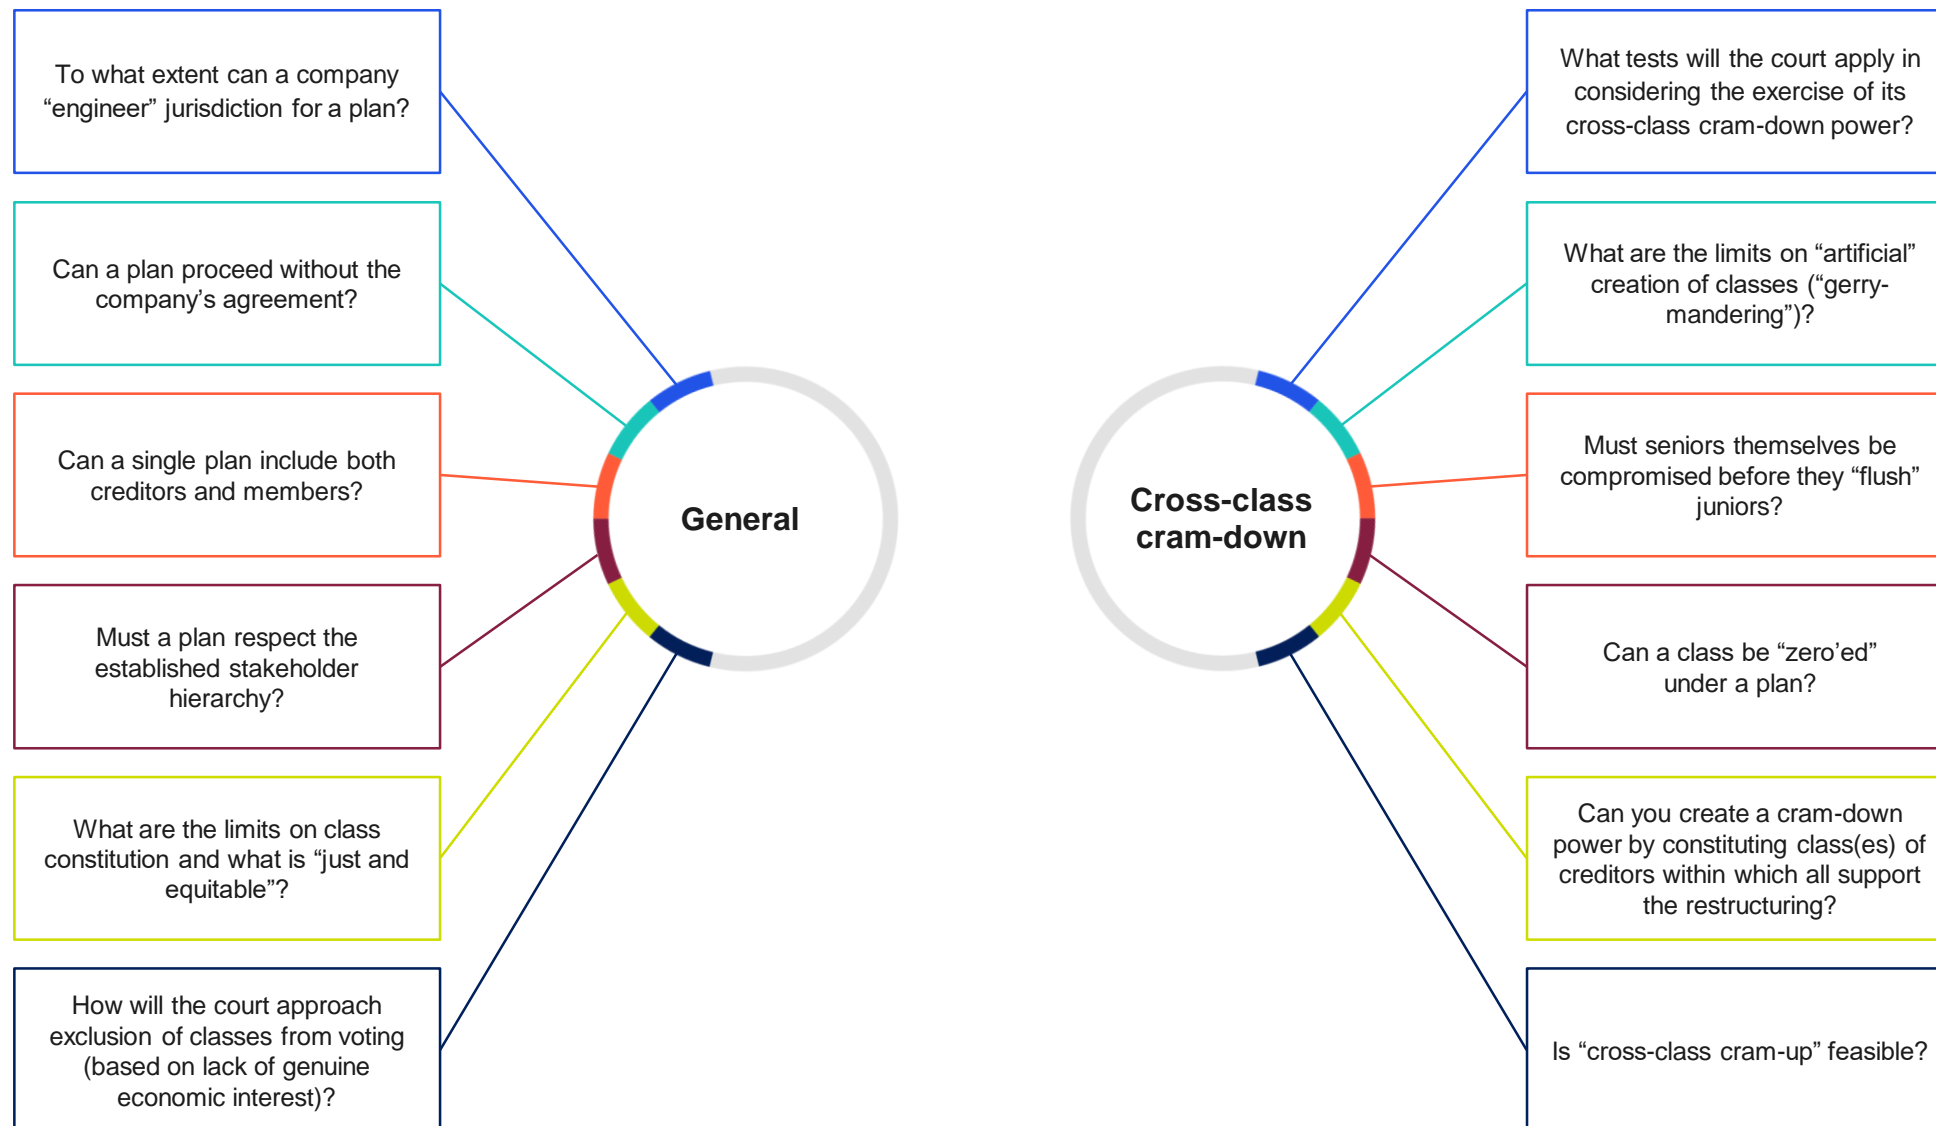 To what extent can a company
“engineer” jurisdiction for a plan?
Can a plan proceed without the
company’s agreement?
Can a single plan include both
creditors and members?
Must a plan respect the
established stakeholder
hierarchy?
What are the limits on class
constitution and what is “just and
equitable”?
How will the court approach
exclusion of classes from voting
(based on lack of genuine
economic interest)?
General
Cross-class
cram-down
What tests will the court apply in
considering the exercise of its
cross-class cram-down power?
What are the limits on “artificial”
creation of classes (“gerry-
mandering”)?
Must seniors themselves be
compromised before they “flush”
juniors?
Can a class be “zero’ed”
under a plan?
Can you create a cram-down
power by constituting class(es) of
creditors within which all support
the restructuring?
Is “cross-class cram-up” feasible?